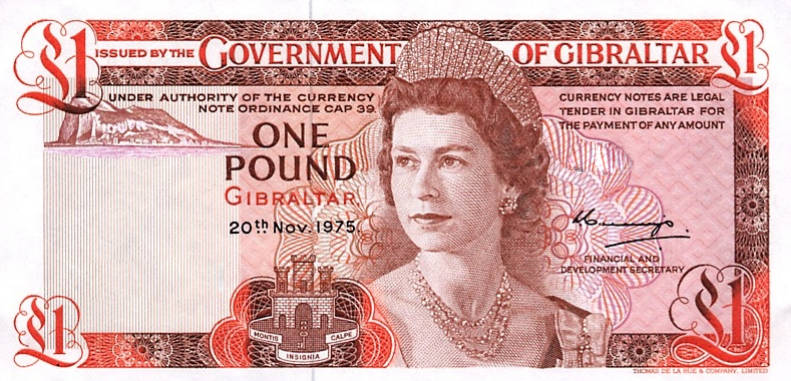 £1 ISSUED BY THE GOVERNMENT OF GIBRALTAR £1
UNDER AUTHORITY OF THE CURRENCY
NOTE ORDINANCE CAP 39.
CURRENCY NOTES ARE LEGAL
TENDER IN GIBRALTAR FOR
THE PAYMENT OF ANY AMOUNT
ONE
POUND
GIBRALTAR.
20th Nov. 1975.
FINANCIAL AND
DEVELOPMENT SECRETARY
MONTIS INSIGNIA CALPE
£1
£1
THOMAS DE LA RUE & COMPANY, LIMITED